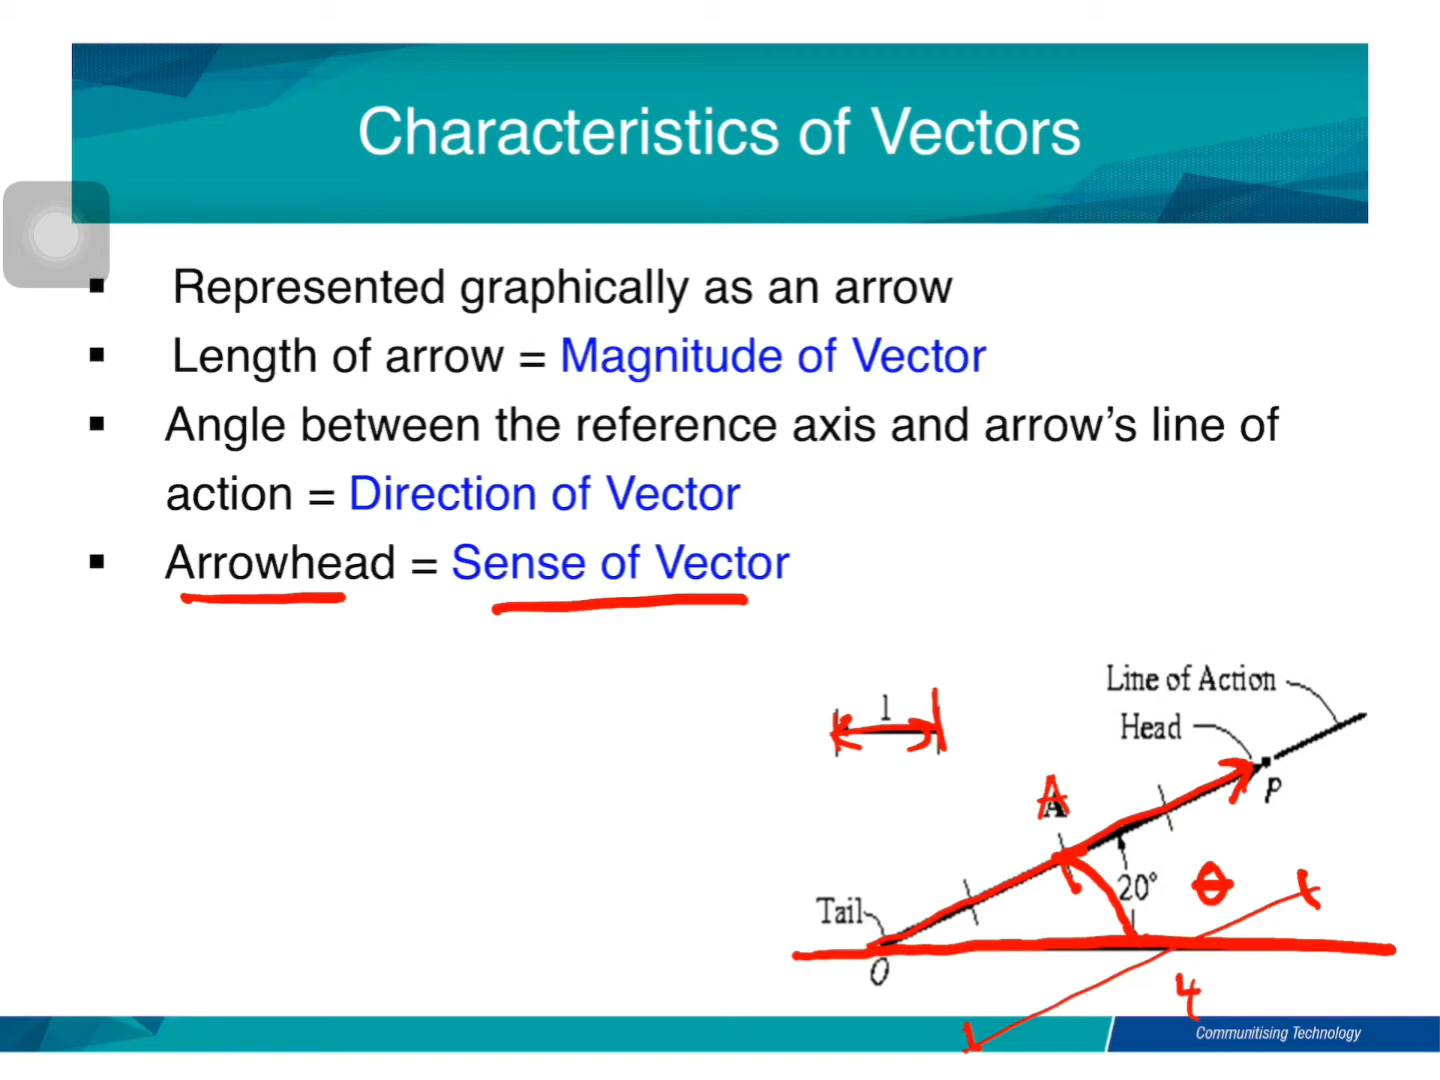 Characteristics of Vectors
▪ Represented graphically as an arrow
▪ Length of arrow = Magnitude of Vector
▪ Angle between the reference axis and arrow’s line of
action = Direction of Vector
▪ Arrowhead = Sense of Vector
Line of Action
1
Head
A
A
P
20°
θ
Tail
O
4
Communitising Technology